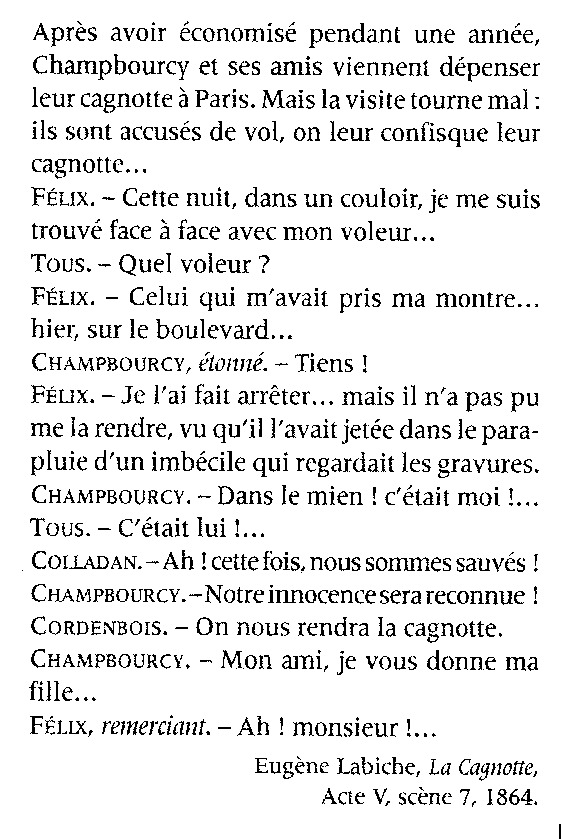 Après avoir économisé pendant une année,
Champbourcy et ses amis viennent dépenser
leur cagnotte à Paris. Mais la visite tourne mal :
ils sont accusés de vol, on leur confisque leur
cagnotte...
FÉLIX. – Cette nuit, dans un couloir, je me suis
trouvé face à face avec mon voleur...
TOUS. – Quel voleur ?
FÉLIX. – Celui qui m'avait pris ma montre...
hier, sur le boulevard...
CHAMPBOURCY, étonné. – Tiens !
FÉLIX. – Je l'ai fait arrêter... mais il n'a pas pu
me la rendre, vu qu'il l'avait jetée dans le para-
pluie d'un imbécile qui regardait les gravures.
CHAMPBOURCY. – Dans le mien ! c'était moi !...
TOUS. – C'était lui !...
COLLADAN. – Ah ! cette fois, nous sommes sauvés !
CHAMPBOURCY. – Notre innocence sera reconnue !
CORDENBOIS. – On nous rendra la cagnotte.
CHAMPBOURCY. – Mon ami, je vous donne ma
fille...
FÉLIX, remerciant. – Ah ! monsieur !...
Eugène Labiche, La Cagnotte,
Acte V, scène 7, 1864.